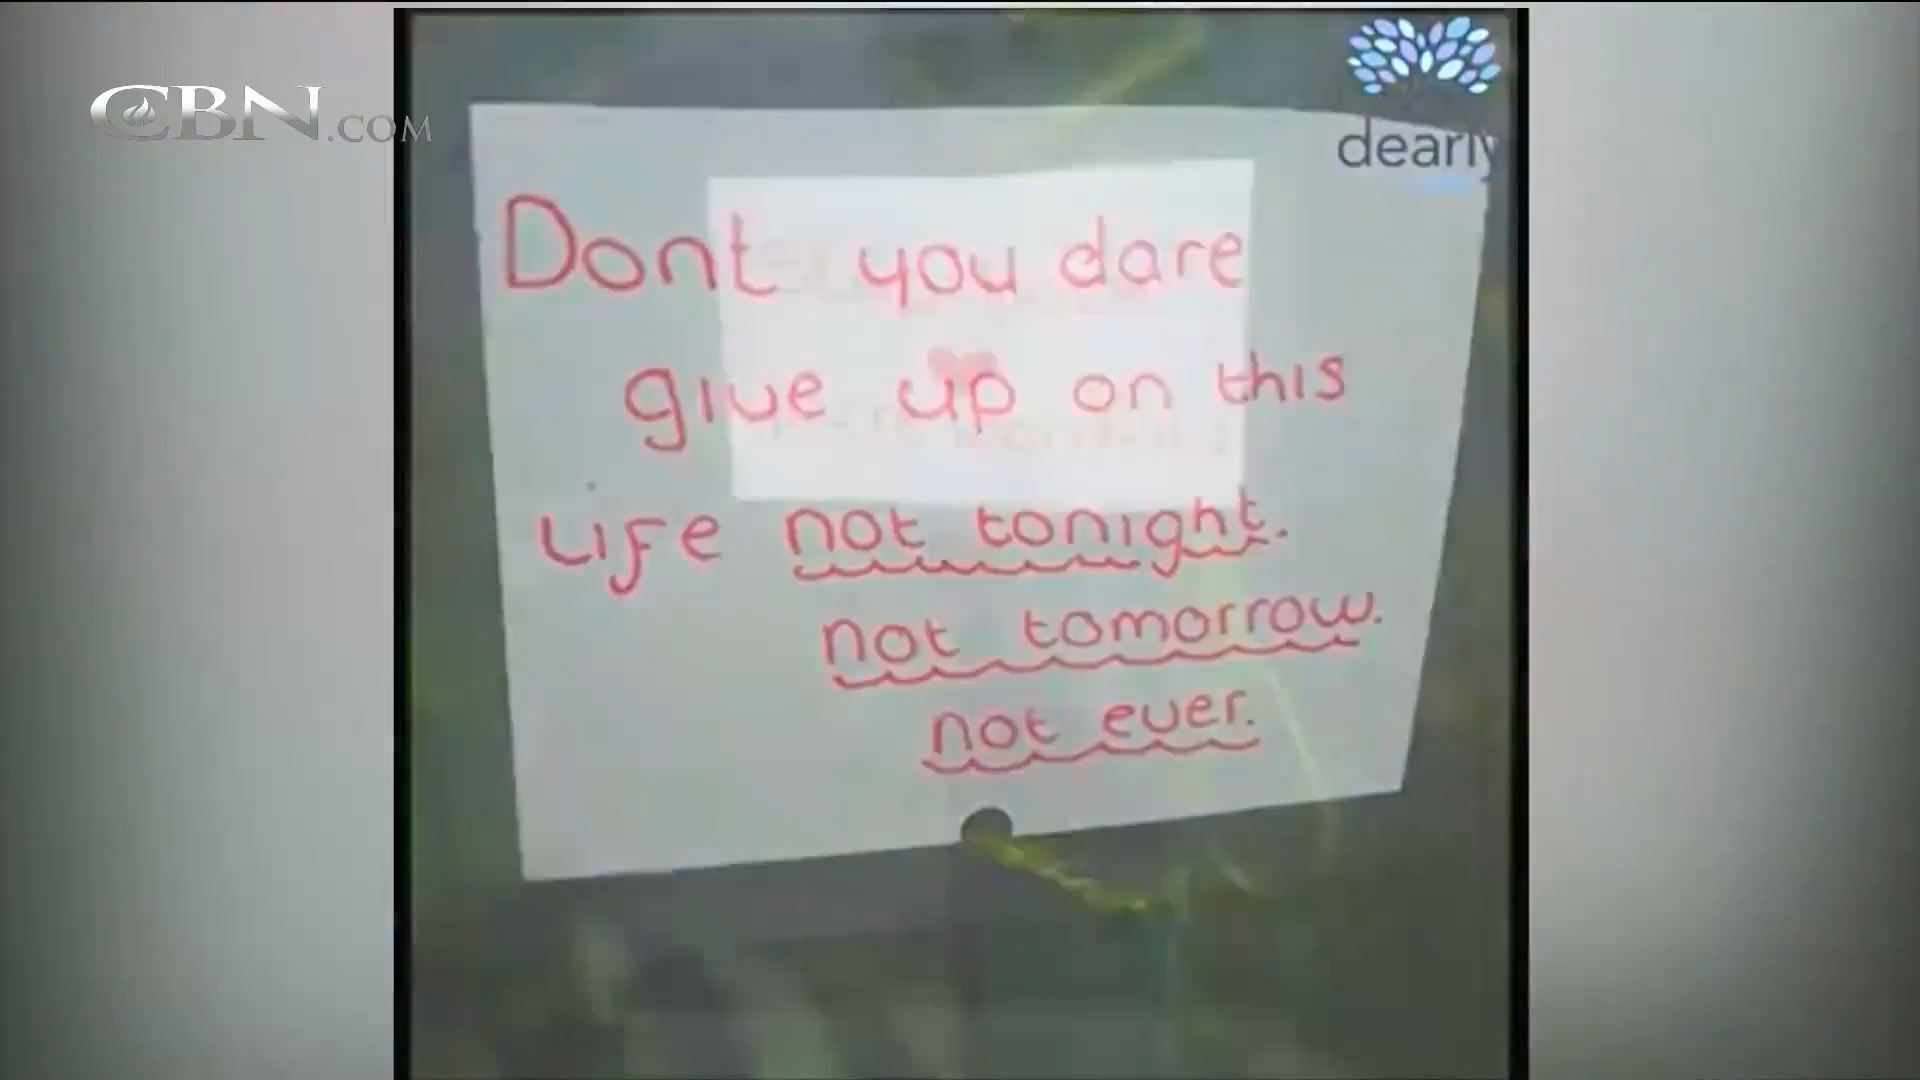 CBN.COM
dearly
Dont you dare
give up on this
life not tonight.
not tomorrow.
not ever.